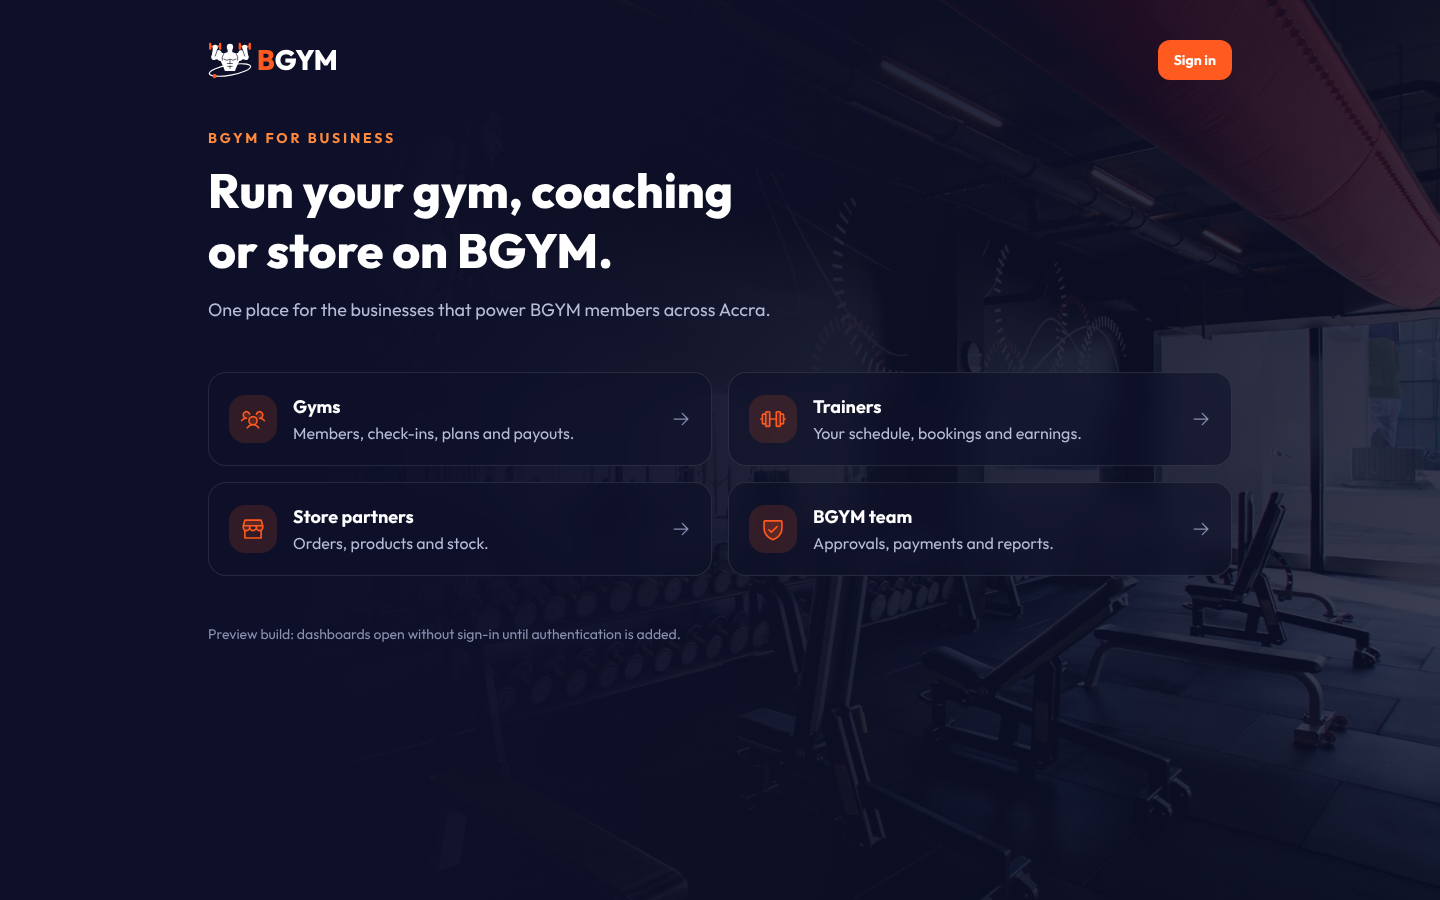 BGYM
Sign in
BGYM FOR BUSINESS
Run your gym, coaching
or store on BGYM.
One place for the businesses that power BGYM members across Accra.
Gyms
Members, check-ins, plans and payouts.
Trainers
Your schedule, bookings and earnings.
Store partners
Orders, products and stock.
BGYM team
Approvals, payments and reports.
Preview build: dashboards open without sign-in until authentication is added.